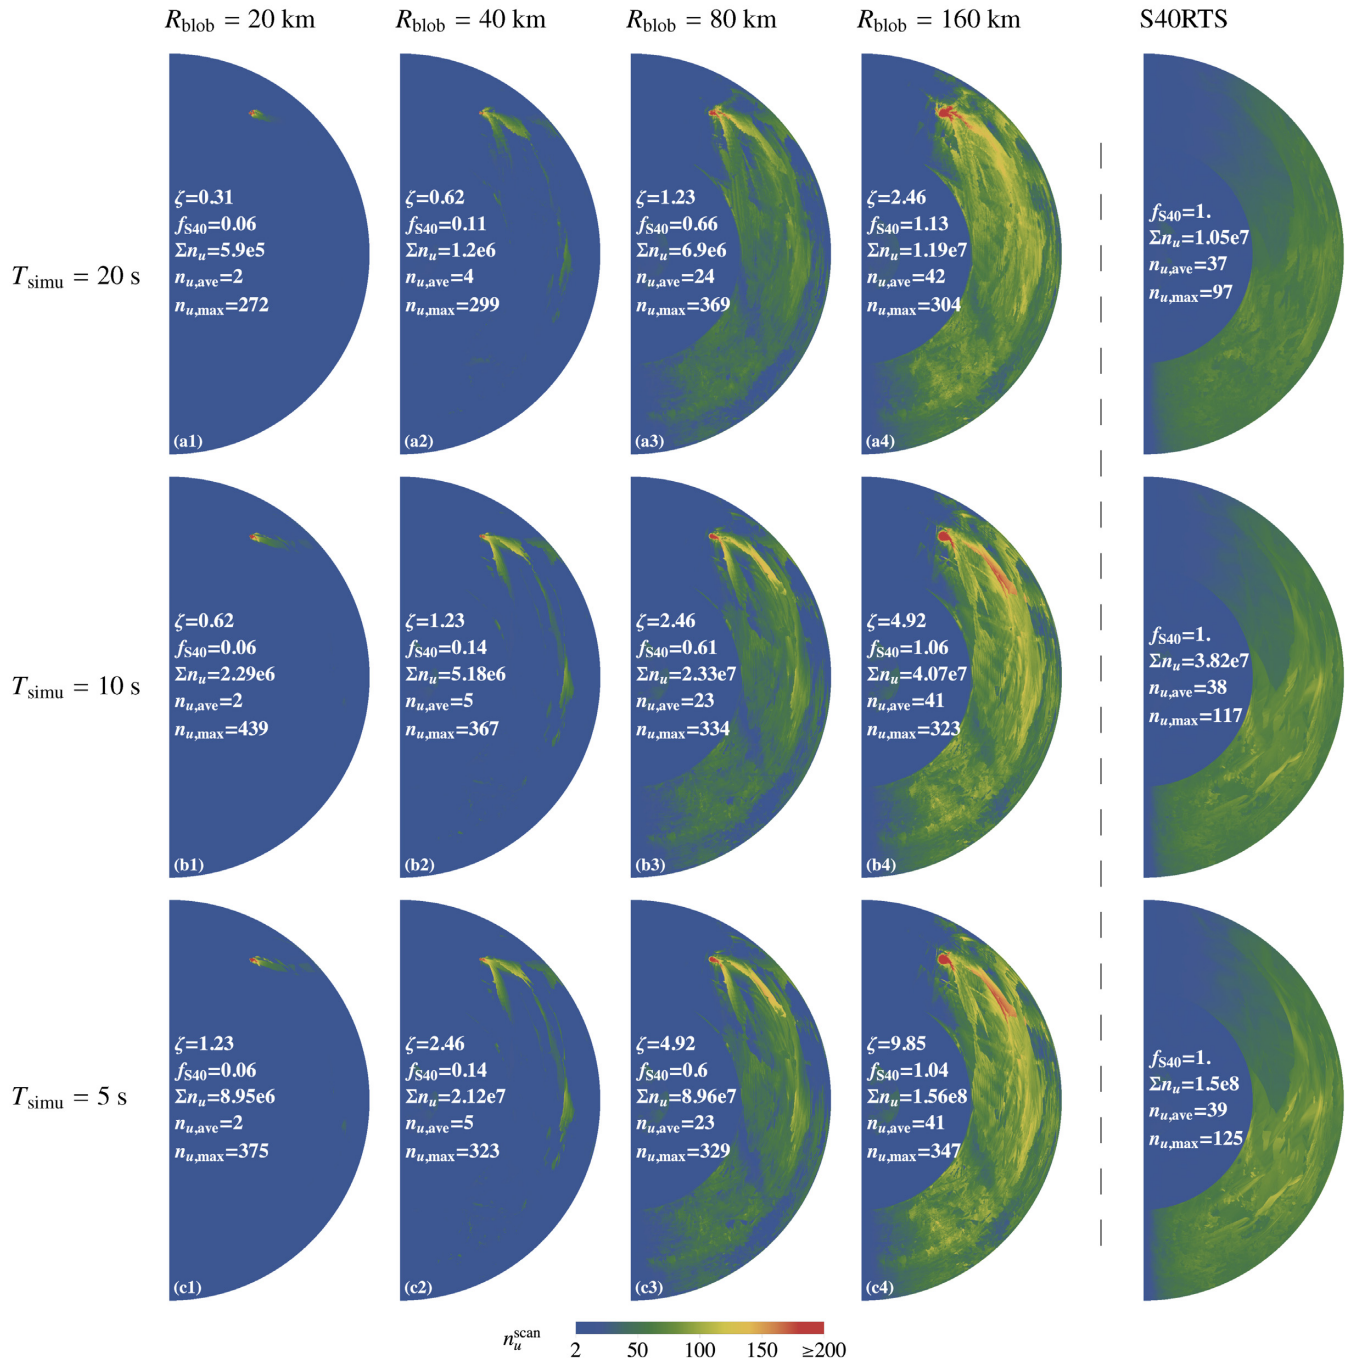 R_blob = 20 km R_blob = 40 km R_blob = 80 km R_blob = 160 km S40RTS
T_simu = 20 s
ζ=0.31
f_S40=0.06
Σn_u=5.9e5
n_u,ave=2
n_u,max=272
(a1)
ζ=0.62
f_S40=0.11
Σn_u=1.2e6
n_u,ave=4
n_u,max=299
(a2)
ζ=1.23
f_S40=0.66
Σn_u=6.9e6
n_u,ave=24
n_u,max=369
(a3)
ζ=2.46
f_S40=1.13
Σn_u=1.19e7
n_u,ave=42
n_u,max=304
(a4)
f_S40=1.
Σn_u=1.05e7
n_u,ave=37
n_u,max=97
T_simu = 10 s
ζ=0.62
f_S40=0.06
Σn_u=2.29e6
n_u,ave=2
n_u,max=439
(b1)
ζ=1.23
f_S40=0.14
Σn_u=5.18e6
n_u,ave=5
n_u,max=367
(b2)
ζ=2.46
f_S40=0.61
Σn_u=2.33e7
n_u,ave=23
n_u,max=334
(b3)
ζ=4.92
f_S40=1.06
Σn_u=4.07e7
n_u,ave=41
n_u,max=323
(b4)
f_S40=1.
Σn_u=3.82e7
n_u,ave=38
n_u,max=117
T_simu = 5 s
ζ=1.23
f_S40=0.06
Σn_u=8.95e6
n_u,ave=2
n_u,max=375
(c1)
ζ=2.46
f_S40=0.14
Σn_u=2.12e7
n_u,ave=5
n_u,max=323
(c2)
ζ=4.92
f_S40=0.6
Σn_u=8.96e7
n_u,ave=23
n_u,max=329
(c3)
ζ=9.85
f_S40=1.04
Σn_u=1.56e8
n_u,ave=41
n_u,max=347
(c4)
f_S40=1.
Σn_u=1.5e8
n_u,ave=39
n_u,max=125
n_u^scan
2 50 100 150 ≥200